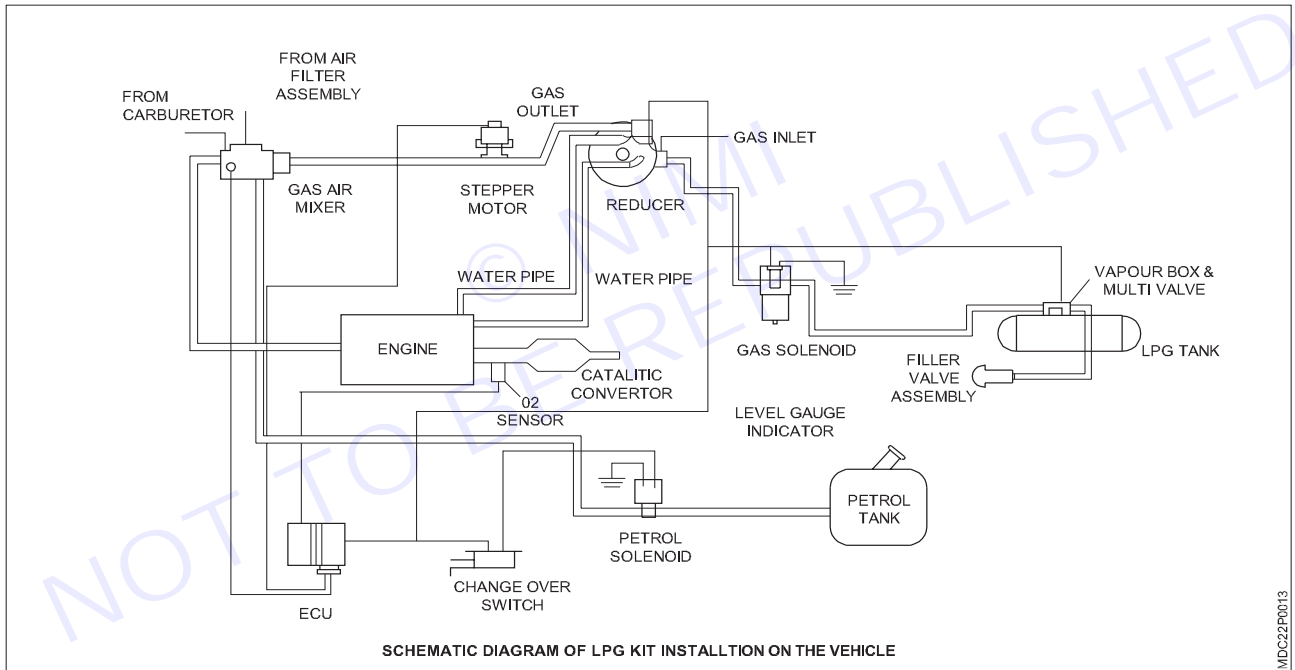 FROM AIR
FILTER
ASSEMBLY
FROM
CARBURETOR
GAS
OUTLET
GAS INLET
GAS AIR
MIXER
STEPPER
MOTOR
REDUCER
WATER PIPE
WATER PIPE
VAPOUR BOX &
MULTI VALVE
ENGINE
GAS SOLENOID
LPG TANK
FILLER
VALVE
ASSEMBLY
CATALITIC
CONVERTOR
02
SENSOR
LEVEL GAUGE
INDICATOR
PETROL
TANK
PETROL
SOLENOID
CHANGE OVER
SWITCH
ECU
SCHEMATIC DIAGRAM OF LPG KIT INSTALLTION ON THE VEHICLE
MDC22P0013
© NIMI
NOT TO BE REPUBLISHED